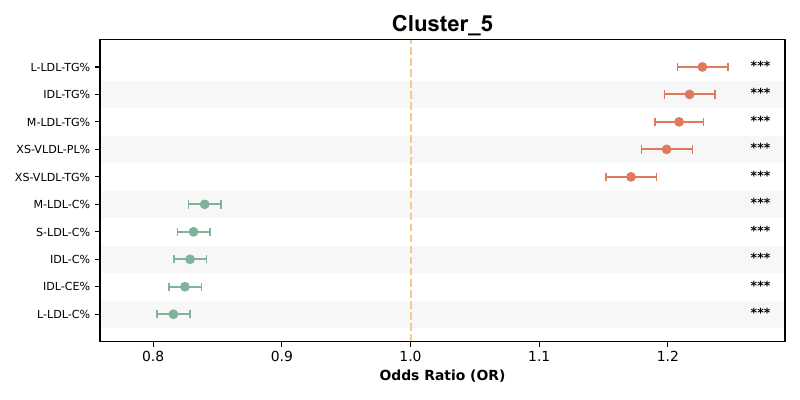 Cluster_5
L-LDL-TG% ***
IDL-TG% ***
M-LDL-TG% ***
XS-VLDL-PL% ***
XS-VLDL-TG% ***
M-LDL-C% ***
S-LDL-C% ***
IDL-C% ***
IDL-CE% ***
L-LDL-C% ***
0.8 0.9 1.0 1.1 1.2
Odds Ratio (OR)